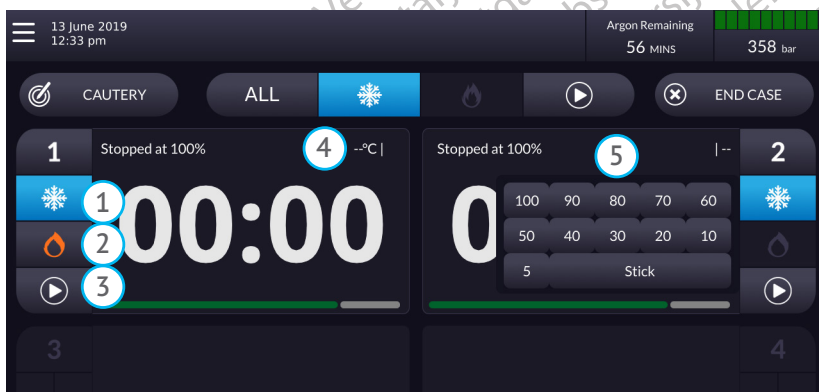 13 June 2019
12:33 pm
Argon Remaining
56 MINS
358 bar
CAUTERY
ALL
END CASE
1
Stopped at 100%
4
--°C |
Stopped at 100%
5
| --
2
1
2
3
00:00
0
100 90 80 70 60
50 40 30 20 10
5 Stick
3
4